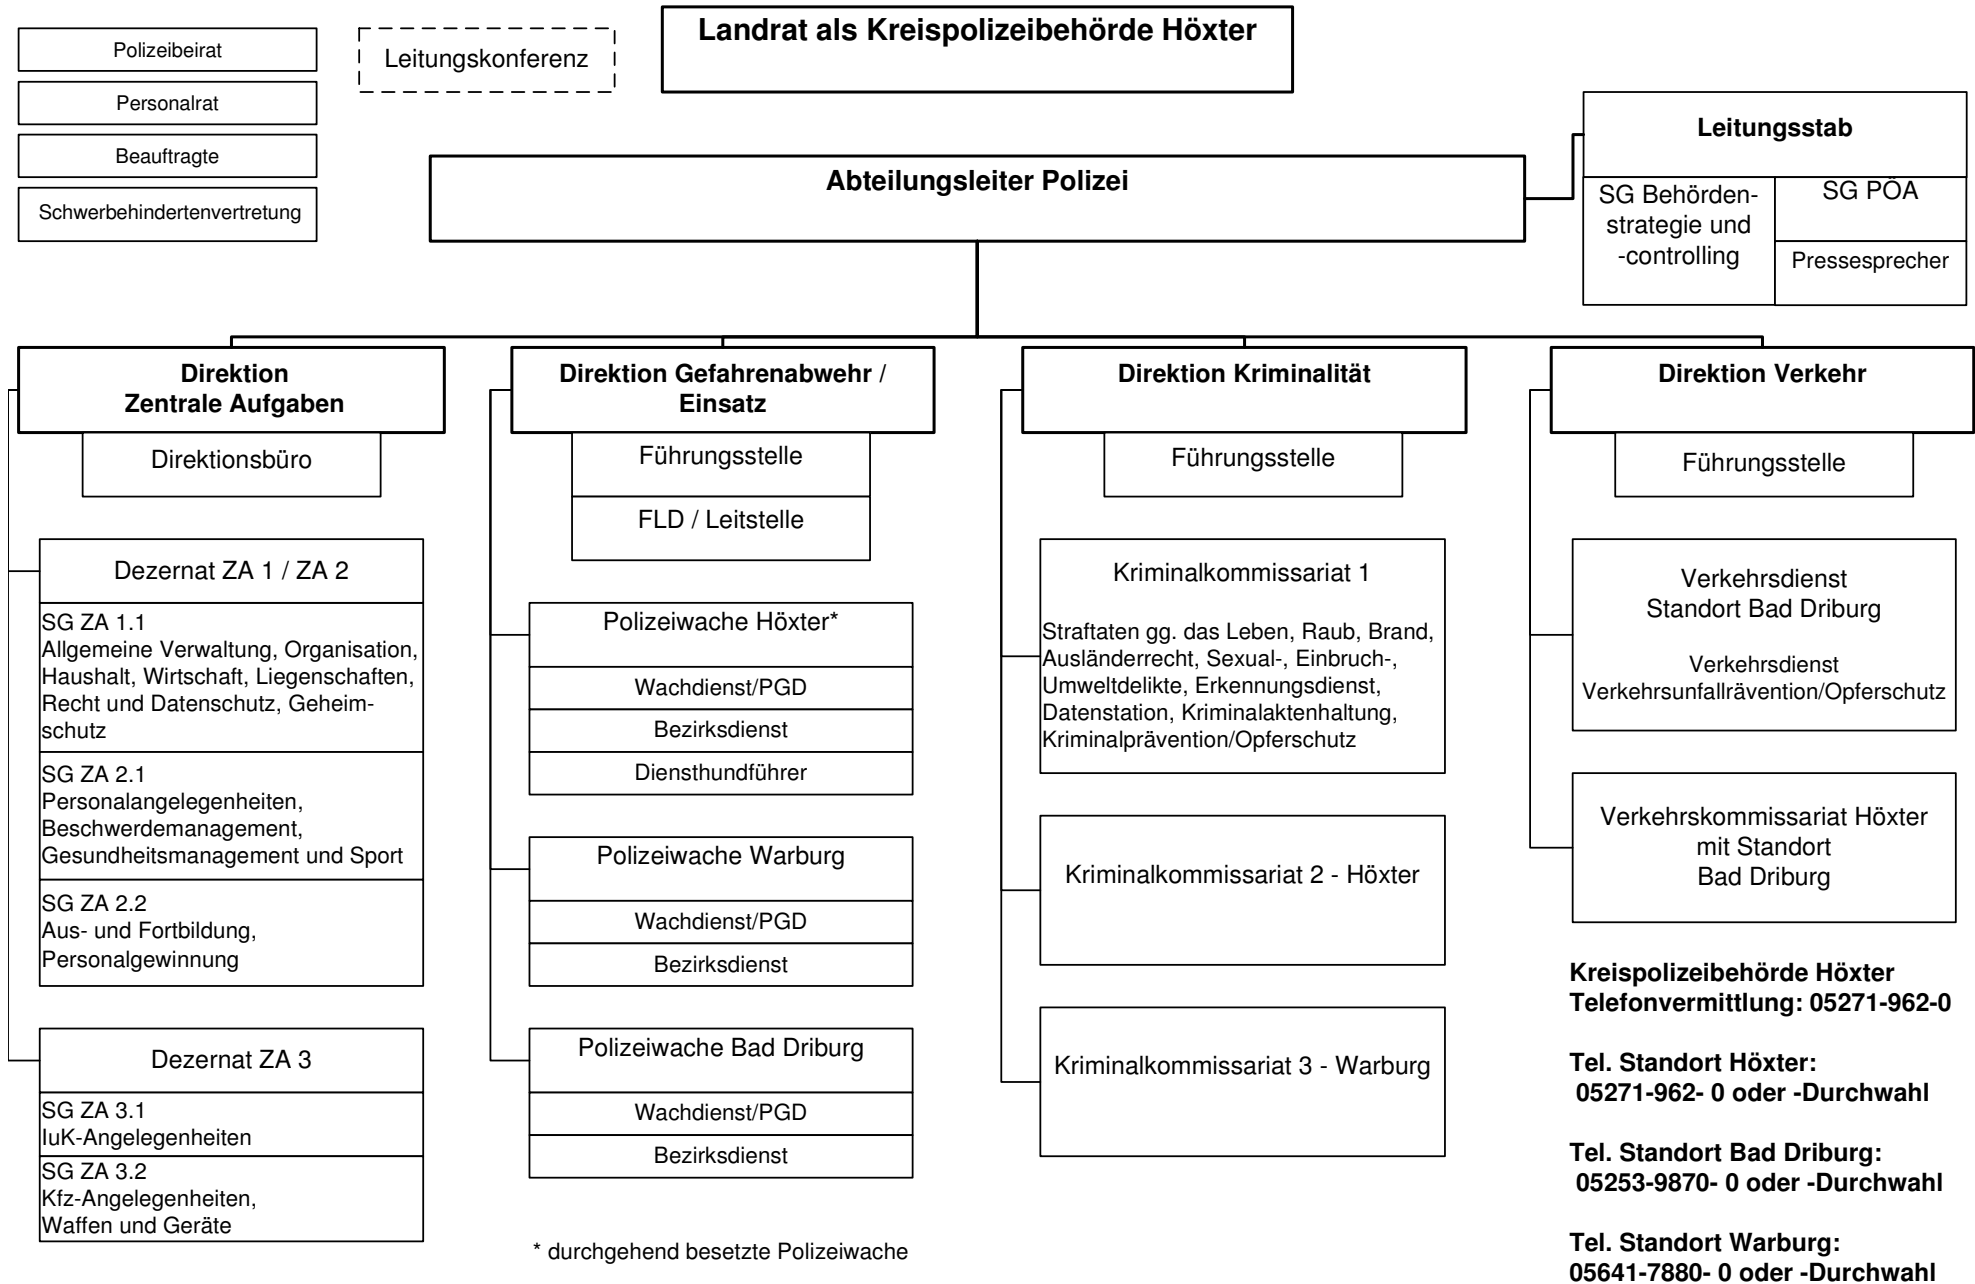 Landrat als Kreispolizeibehörde Höxter
Polizeibeirat
Personalrat
Beauftragte
Schwerbehindertenvertretung
Leitungskonferenz
Abteilungsleiter Polizei
Leitungsstab
SG Behörden-
strategie und
-controlling
SG PÖA
Pressesprecher
Direktion
Zentrale Aufgaben
Direktionsbüro
Dezernat ZA 1 / ZA 2
SG ZA 1.1
Allgemeine Verwaltung, Organisation,
Haushalt, Wirtschaft, Liegenschaften,
Recht und Datenschutz, Geheim-
schutz
SG ZA 2.1
Personalangelegenheiten,
Beschwerdemanagement,
Gesundheitsmanagement und Sport
SG ZA 2.2
Aus- und Fortbildung,
Personalgewinnung
Dezernat ZA 3
SG ZA 3.1
IuK-Angelegenheiten
SG ZA 3.2
Kfz-Angelegenheiten,
Waffen und Geräte
Direktion Gefahrenabwehr /
Einsatz
Führungsstelle
FLD / Leitstelle
Polizeiwache Höxter*
Wachdienst/PGD
Bezirksdienst
Diensthundführer
Polizeiwache Warburg
Wachdienst/PGD
Bezirksdienst
Polizeiwache Bad Driburg
Wachdienst/PGD
Bezirksdienst
* durchgehend besetzte Polizeiwache
Direktion Kriminalität
Führungsstelle
Kriminalkommissariat 1
Straftaten gg. das Leben, Raub, Brand,
Ausländerrecht, Sexual-, Einbruch-,
Umweltdelikte, Erkennungsdienst,
Datenstation, Kriminalaktenhaltung,
Kriminalprävention/Opferschutz
Kriminalkommissariat 2 - Höxter
Kriminalkommissariat 3 - Warburg
Direktion Verkehr
Führungsstelle
Verkehrsdienst
Standort Bad Driburg
Verkehrsdienst
Verkehrsunfallrävention/Opferschutz
Verkehrskommissariat Höxter
mit Standort
Bad Driburg
Kreispolizeibehörde Höxter
Telefonvermittlung: 05271-962-0
Tel. Standort Höxter:
05271-962- 0 oder -Durchwahl
Tel. Standort Bad Driburg:
05253-9870- 0 oder -Durchwahl
Tel. Standort Warburg:
05641-7880- 0 oder -Durchwahl